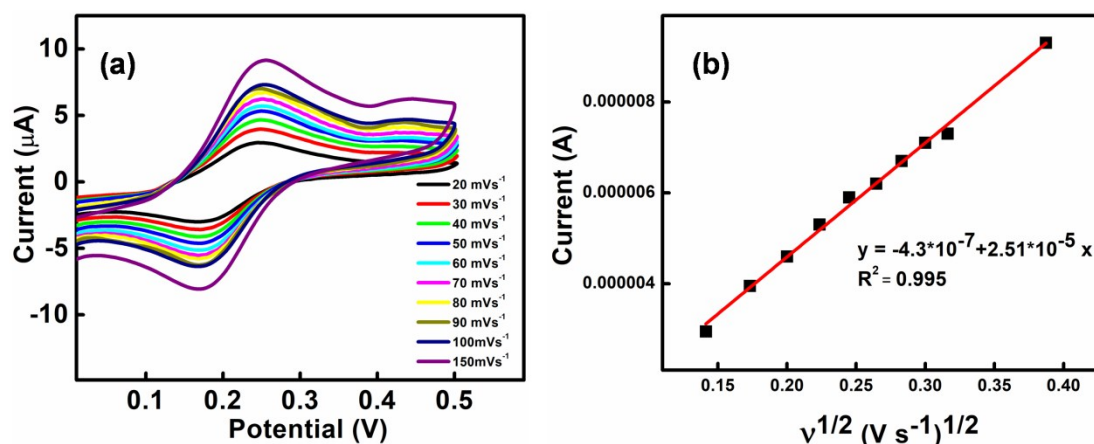 (a)
Current (µA)
10
5
0
-5
-10
20 mVs⁻¹
30 mVs⁻¹
40 mVs⁻¹
50 mVs⁻¹
60 mVs⁻¹
70 mVs⁻¹
80 mVs⁻¹
90 mVs⁻¹
100mVs⁻¹
150mVs⁻¹
0.1 0.2 0.3 0.4 0.5
Potential (V)
(b)
Current (A)
0.000008
0.000006
0.000004
y = -4.3*10⁻⁷+2.51*10⁻⁵ x
R² = 0.995
0.15 0.20 0.25 0.30 0.35 0.40
ν¹ᐟ² (V s⁻¹)¹ᐟ²